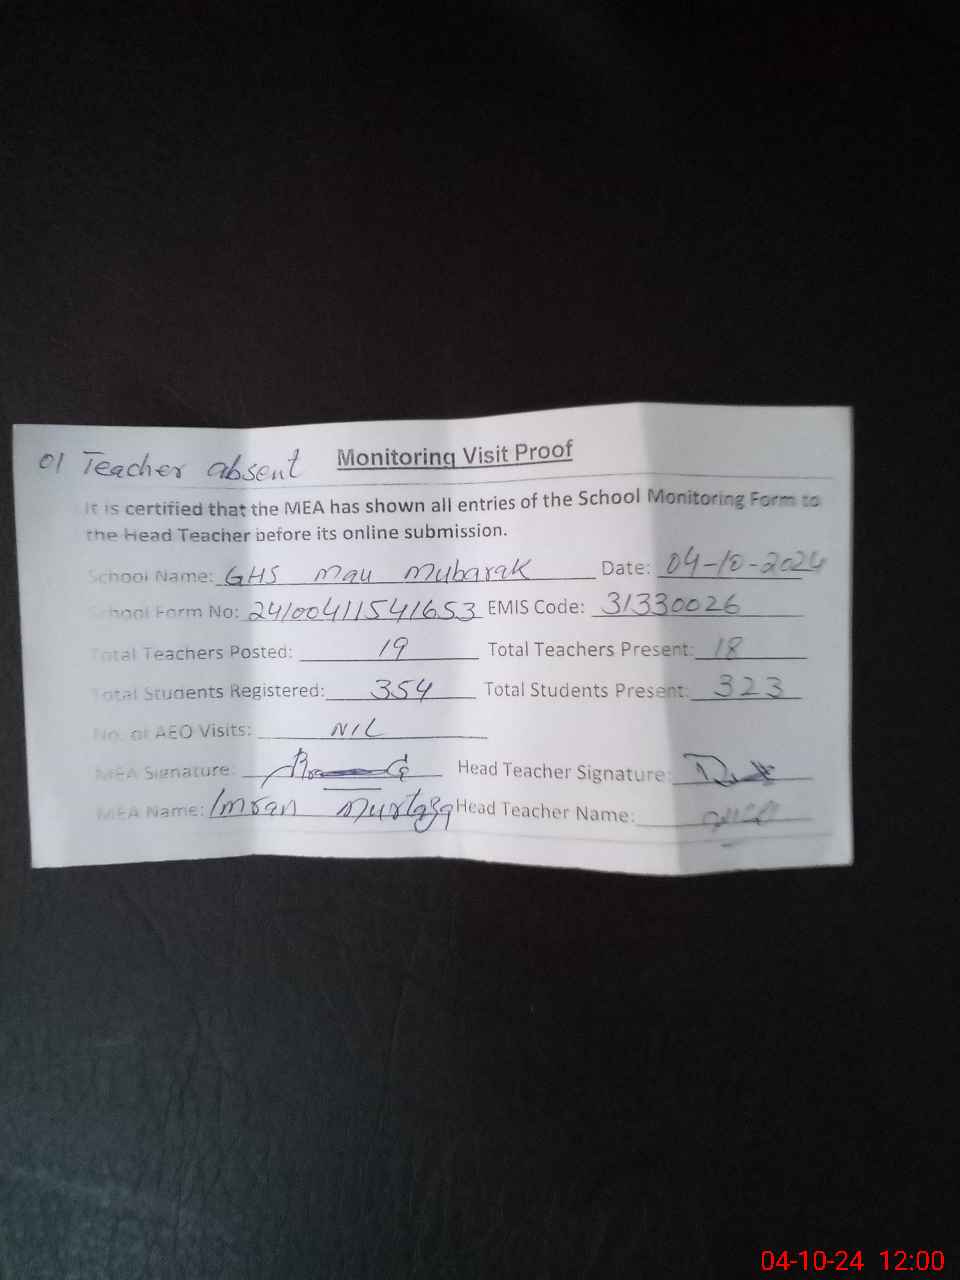 01 Teacher absent Monitoring Visit Proof
It is certified that the MEA has shown all entries of the School Monitoring Form to
the Head Teacher before its online submission.
School Name: GHS Mau Mubarak Date: 04-10-2024
School Form No: 24100411541653 EMIS Code: 31330026
Total Teachers Posted: 19 Total Teachers Present: 18
Total Students Registered: 354 Total Students Present: 323
No. of AEO Visits: NIL
MEA Signature: Head Teacher Signature:
MEA Name: Imran Murtaza Head Teacher Name:
04-10-24 12:00